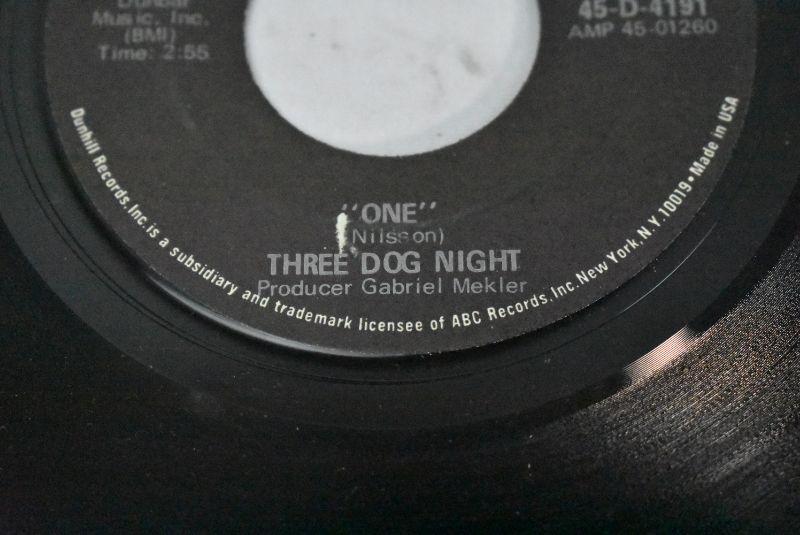 Dunbar
Music, Inc.
(BMI)
Time: 2:55
45-D-4191
AMP 45-01260
"ONE"
(Nilsson)
THREE DOG NIGHT
Producer Gabriel Mekler
Dunhill Records, Inc. is a subsidiary and trademark licensee of ABC Records, Inc. New York, N.Y. 10019 • Made in USA